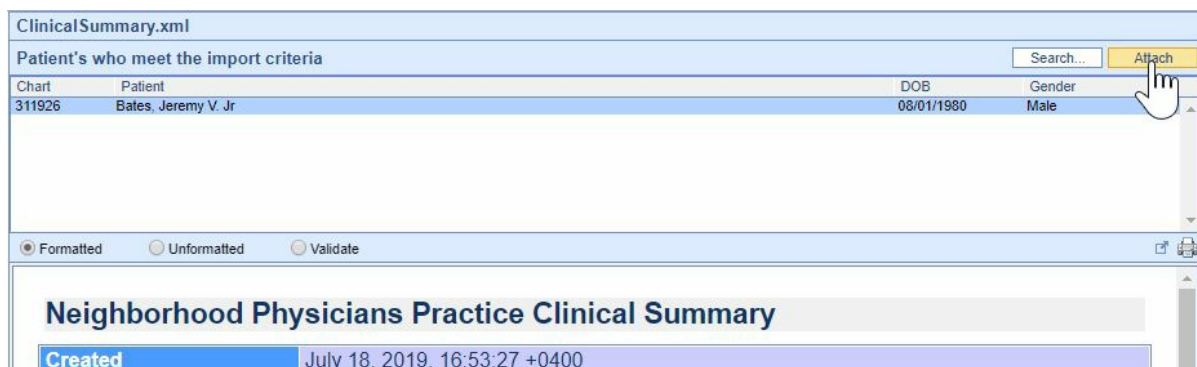 ClinicalSummary.xml
Patient's who meet the import criteria Search... Attach
Chart Patient DOB Gender
311926 Bates, Jeremy V. Jr 08/01/1980 Male
Formatted Unformatted Validate
Neighborhood Physicians Practice Clinical Summary
Created July 18, 2019, 16:53:27 +0400